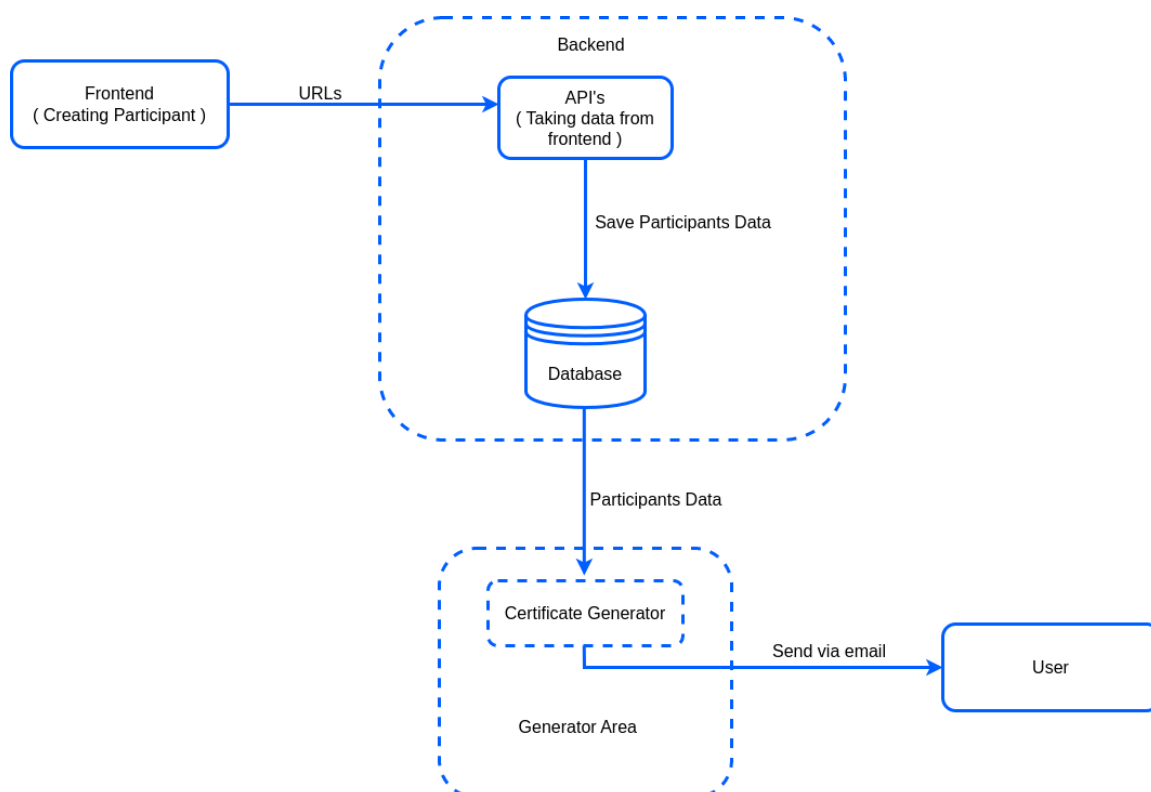 Backend
Frontend
( Creating Participant )
URLs
API's
( Taking data from
frontend )
Save Participants Data
Database
Participants Data
Certificate Generator
Send via email
User
Generator Area